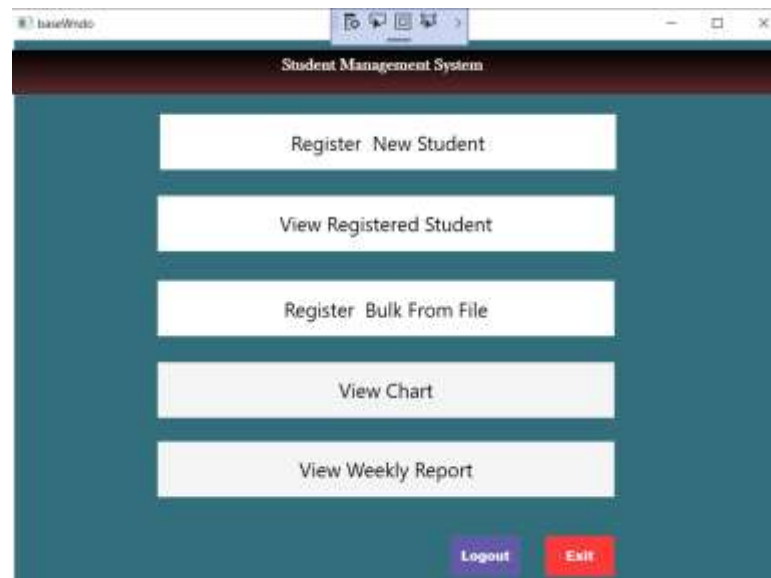 baseWndo
Student Management System
Register New Student
View Registered Student
Register Bulk From File
View Chart
View Weekly Report
Logout Exit